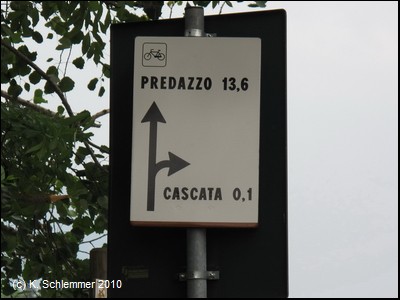 PREDAZZO 13,6
CASCATA 0,1
(c) K. Schlemmer 2010